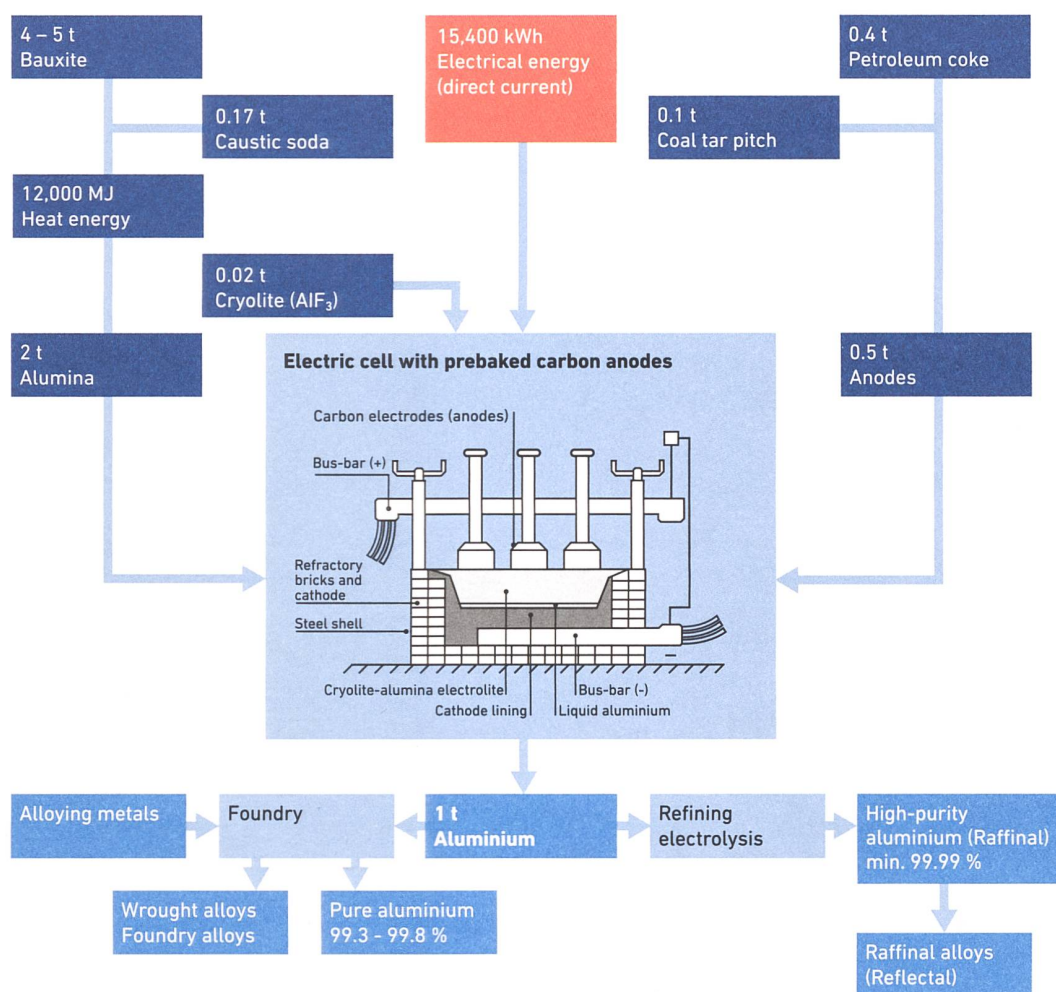 4 – 5 t
Bauxite
0.17 t
Caustic soda
12,000 MJ
Heat energy
0.02 t
Cryolite (AlF₃)
2 t
Alumina
15,400 kWh
Electrical energy
(direct current)
0.4 t
Petroleum coke
0.1 t
Coal tar pitch
0.5 t
Anodes
Electric cell with prebaked carbon anodes
Carbon electrodes (anodes)
Bus-bar (+)
Refractory
bricks and
cathode
Steel shell
Cryolite-alumina electrolite
Cathode lining
Bus-bar (-)
Liquid aluminium
–
Alloying metals
Foundry
1 t
Aluminium
Refining
electrolysis
High-purity
aluminium (Raffinal)
min. 99.99 %
Wrought alloys
Foundry alloys
Pure aluminium
99.3 - 99.8 %
Raffinal alloys
(Reflectal)